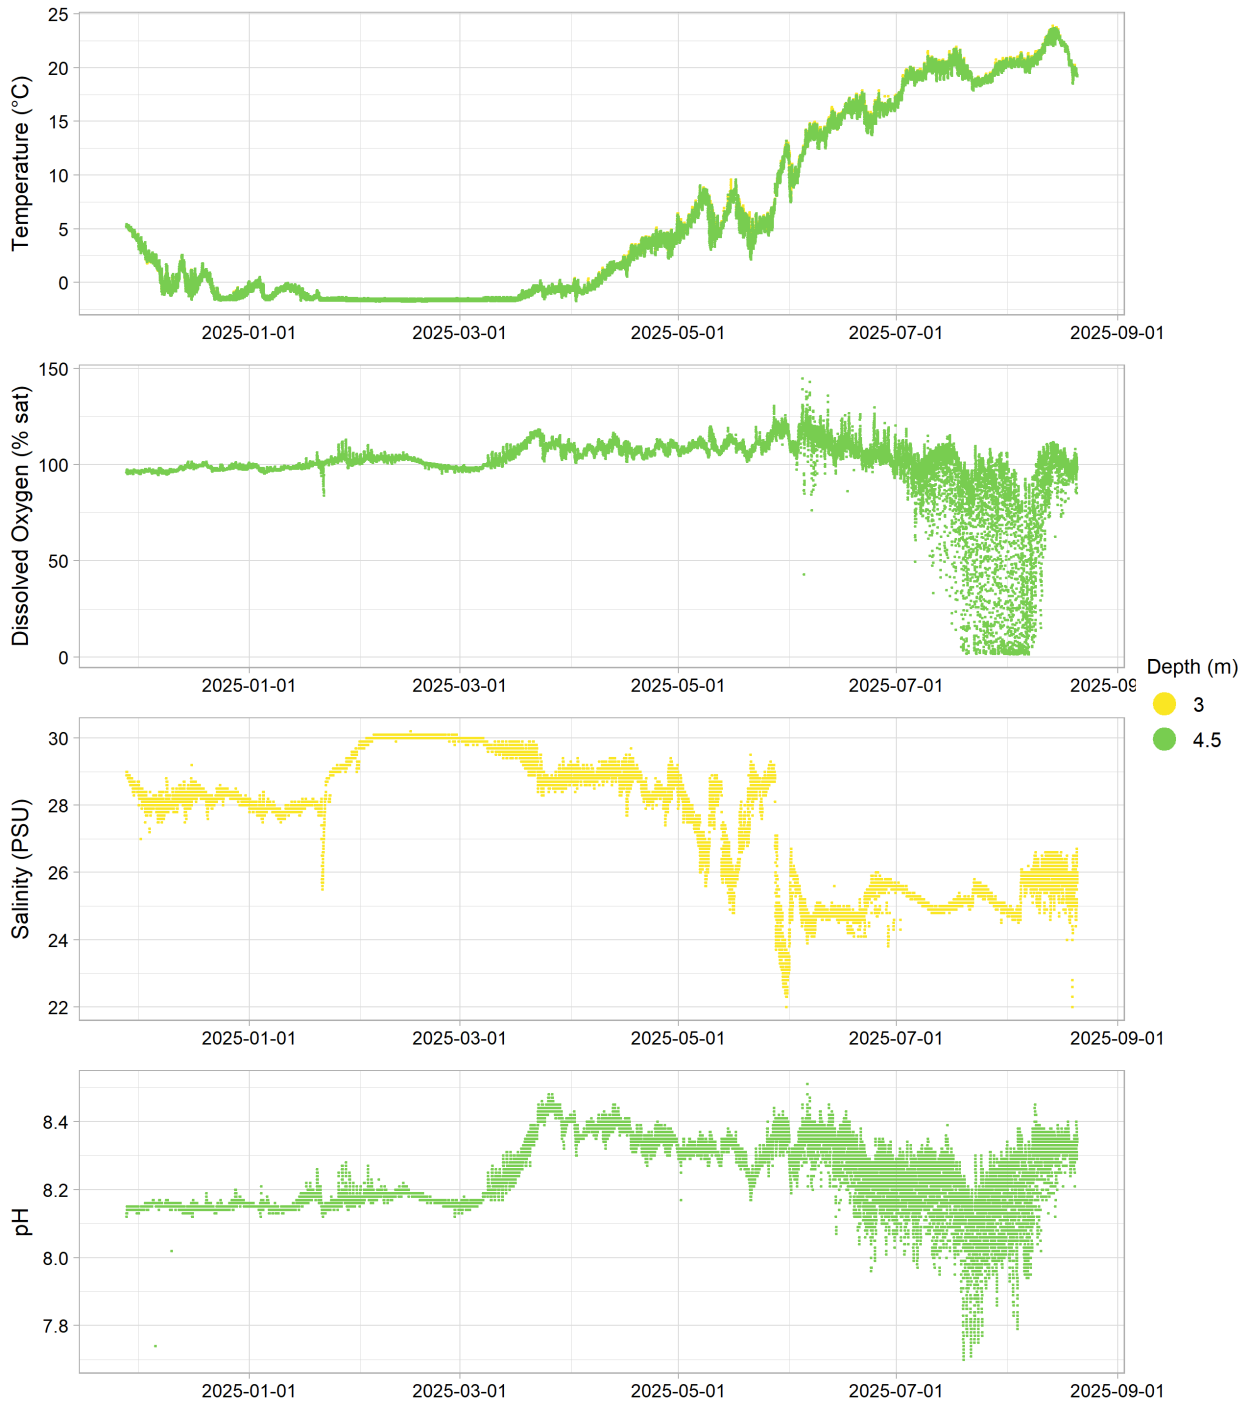 Temperature (°C)
25
20
15
10
5
0
2025-01-01 2025-03-01 2025-05-01 2025-07-01 2025-09-01
Dissolved Oxygen (% sat)
150
100
50
0
2025-01-01 2025-03-01 2025-05-01 2025-07-01 2025-09
Salinity (PSU)
30
28
26
24
22
2025-01-01 2025-03-01 2025-05-01 2025-07-01 2025-09-01
pH
8.4
8.2
8.0
7.8
2025-01-01 2025-03-01 2025-05-01 2025-07-01 2025-09-01
Depth (m)
3
4.5